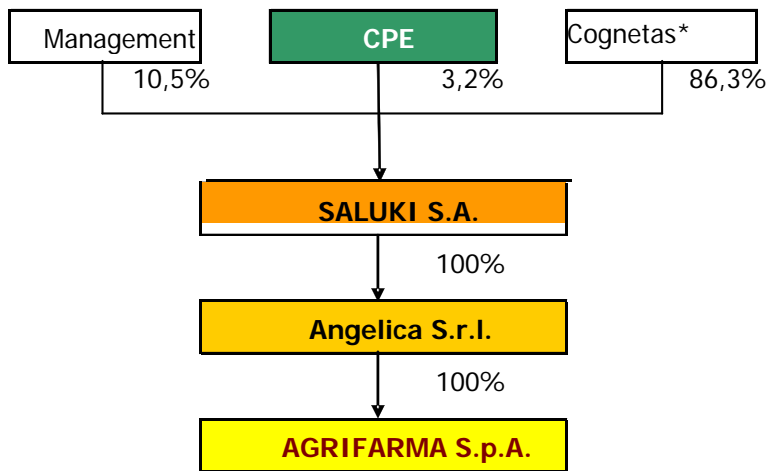 Management
CPE
Cognetas*
10,5%
3,2%
86,3%
SALUKI S.A.
100%
Angelica S.r.l.
100%
AGRIFARMA S.p.A.